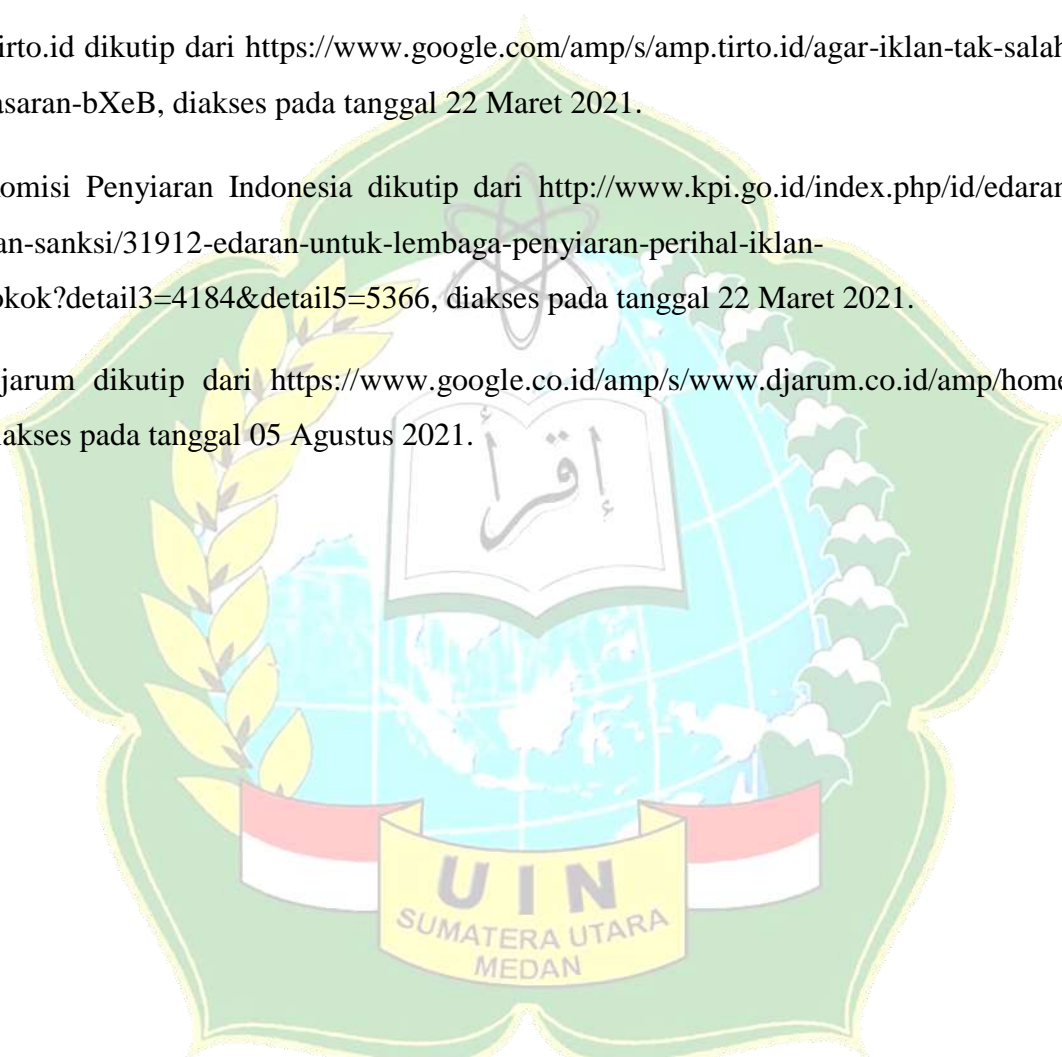 irto.id dikutip dari https://www.google.com/amp/s/amp.tirto.id/agar-iklan-tak-salah
asaran-bXeB, diakses pada tanggal 22 Maret 2021.
omisi Penyiaran Indonesia dikutip dari http://www.kpi.go.id/index.php/id/edaran
an-sanksi/31912-edaran-untuk-lembaga-penyiaran-perihal-iklan-
okok?detail3=4184&detail5=5366, diakses pada tanggal 22 Maret 2021.
jarum dikutip dari https://www.google.co.id/amp/s/www.djarum.co.id/amp/home
iakses pada tanggal 05 Agustus 2021.
إقرأ
UIN
SUMATERA UTARA
MEDAN